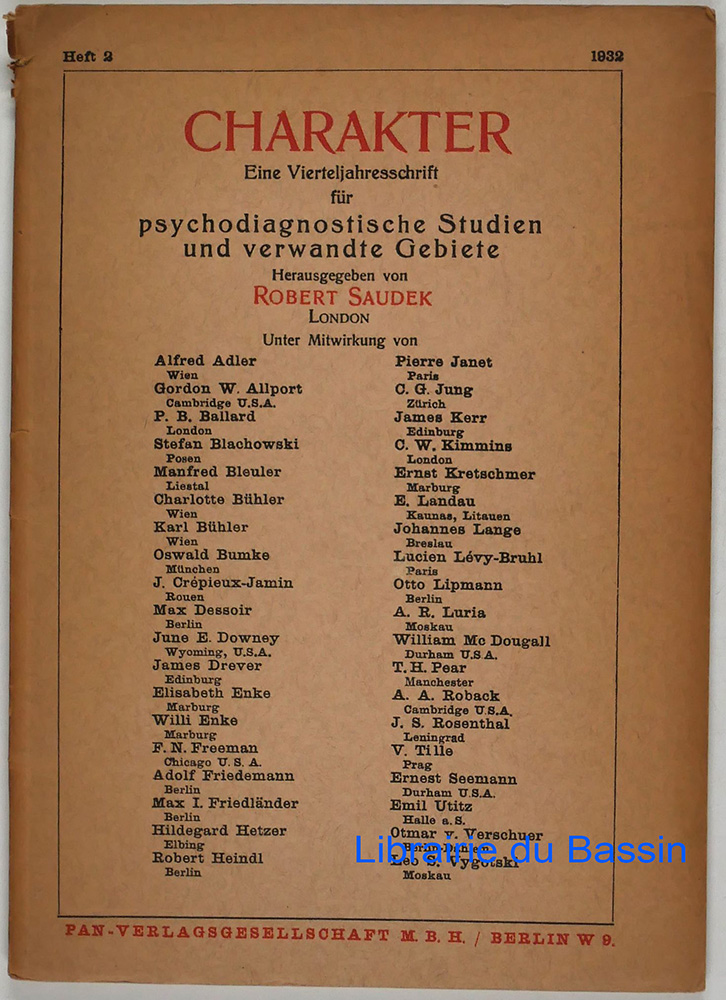 Heft 2
1932
CHARAKTER
Eine Vierteljahresschrift
für
psychodiagnostische Studien
und verwandte Gebiete
Herausgegeben von
ROBERT SAUDEK
LONDON
Unter Mitwirkung von
Alfred Adler
Wien
Gordon W. Allport
Cambridge U.S.A.
P. B. Ballard
London
Stefan Blachowski
Posen
Manfred Bleuler
Liestal
Charlotte Bühler
Wien
Karl Bühler
Wien
Oswald Bumke
München
J. Crépieux-Jamin
Rouen
Max Dessoir
Berlin
June E. Downey
Wyoming, U.S.A.
James Drever
Edinburg
Elisabeth Enke
Marburg
Willi Enke
Marburg
F. N. Freeman
Chicago U. S. A.
Adolf Friedemann
Berlin
Max I. Friedländer
Berlin
Hildegard Hetzer
Elbing
Robert Heindl
Berlin
Pierre Janet
Paris
C. G. Jung
Zürich
James Kerr
Edinburg
C. W. Kimmins
London
Ernst Kretschmer
Marburg
E. Landau
Kaunas, Litauen
Johannes Lange
Breslau
Lucien Lévy-Bruhl
Paris
Otto Lipmann
Berlin
A. R. Luria
Moskau
William Mc Dougall
Durham U.S.A.
T. H. Pear
Manchester
A. A. Roback
Cambridge U.S.A.
J. S. Rosenthal
Leningrad
V. Tille
Prag
Ernest Seemann
Durham U.S.A.
Emil Utitz
Halle a. S.
Otmar v. Verschuer
Berlin-Dahlem
Leo S. Vygotski
Moskau
Librairie du Bassin
PAN-VERLAGSGESELLSCHAFT M. B. H. / BERLIN W 9.